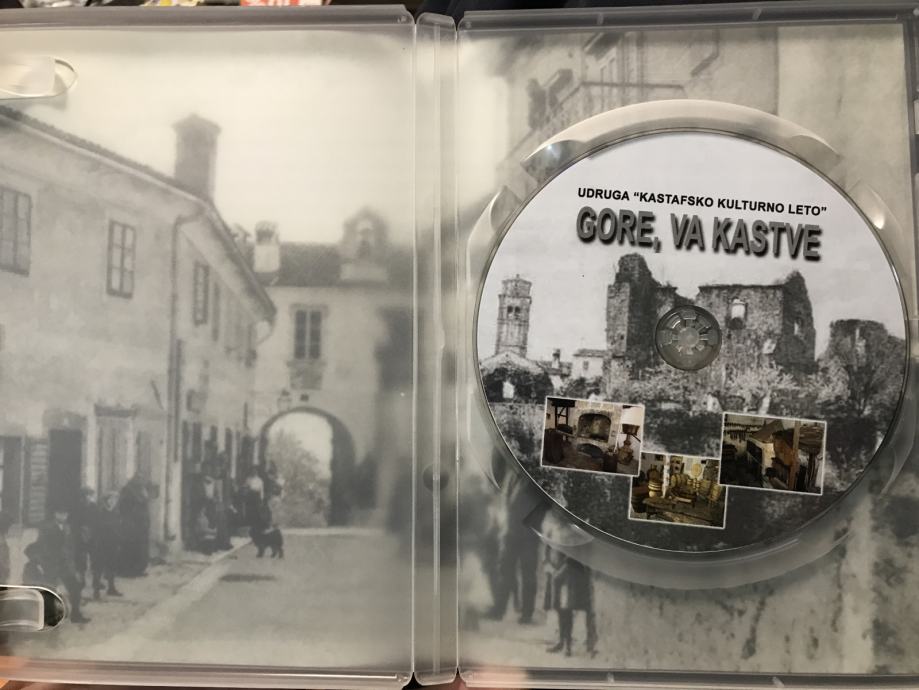 UDRUGA “KASTAFSKO KULTURNO LETO”
GORE, VA KASTVE